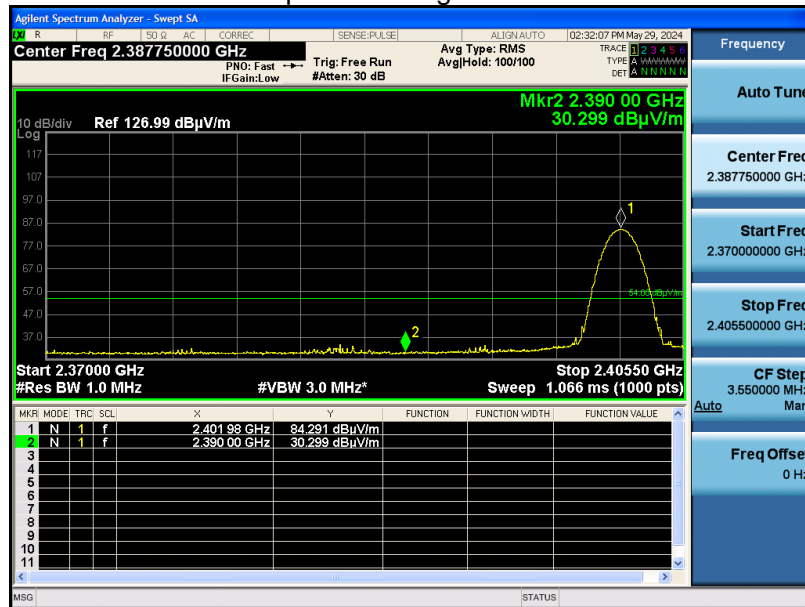 Agilent Spectrum Analyzer - Swept SA
LXI R RF 50 Ω AC CORREC SENSE:PULSE ALIGN AUTO 02:32:07 PM May 29, 2024
Center Freq 2.387750000 GHz
PNO: Fast
IFGain:Low
Trig: Free Run
#Atten: 30 dB
Avg Type: RMS
Avg|Hold: 100/100
TRACE 1 2 3 4 5 6
TYPE A WWWWW
DET A N N N N N
Mkr2 2.390 00 GHz
30.299 dBµV/m
10 dB/div Ref 126.99 dBµV/m
Log
117
107
97.0
87.0
77.0
67.0
57.0
47.0
37.0
1
54.00 dBµV/m
2
Start 2.37000 GHz Stop 2.40550 GHz
#Res BW 1.0 MHz #VBW 3.0 MHz* Sweep 1.066 ms (1000 pts)
MKR MODE TRC SCL X Y FUNCTION FUNCTION WIDTH FUNCTION VALUE
1 N 1 f 2.401 98 GHz 84.291 dBµV/m
2 N 1 f 2.390 00 GHz 30.299 dBµV/m
3
4
5
6
7
8
9
10
11
MSG STATUS
Frequency
Auto Tune
Center Freq
2.387750000 GHz
Start Freq
2.370000000 GHz
Stop Freq
2.405500000 GHz
CF Step
3.550000 MHz
Auto Man
Freq Offset
0 Hz